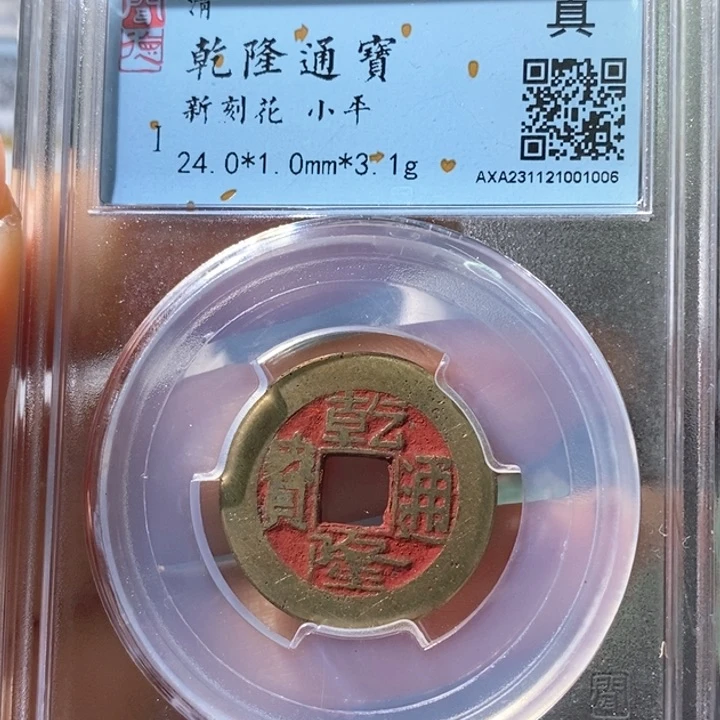 清
真
乾隆通寶
新刻花 小平
24.0*1.0mm*3.1g
AXA231121001006
乾隆通寶